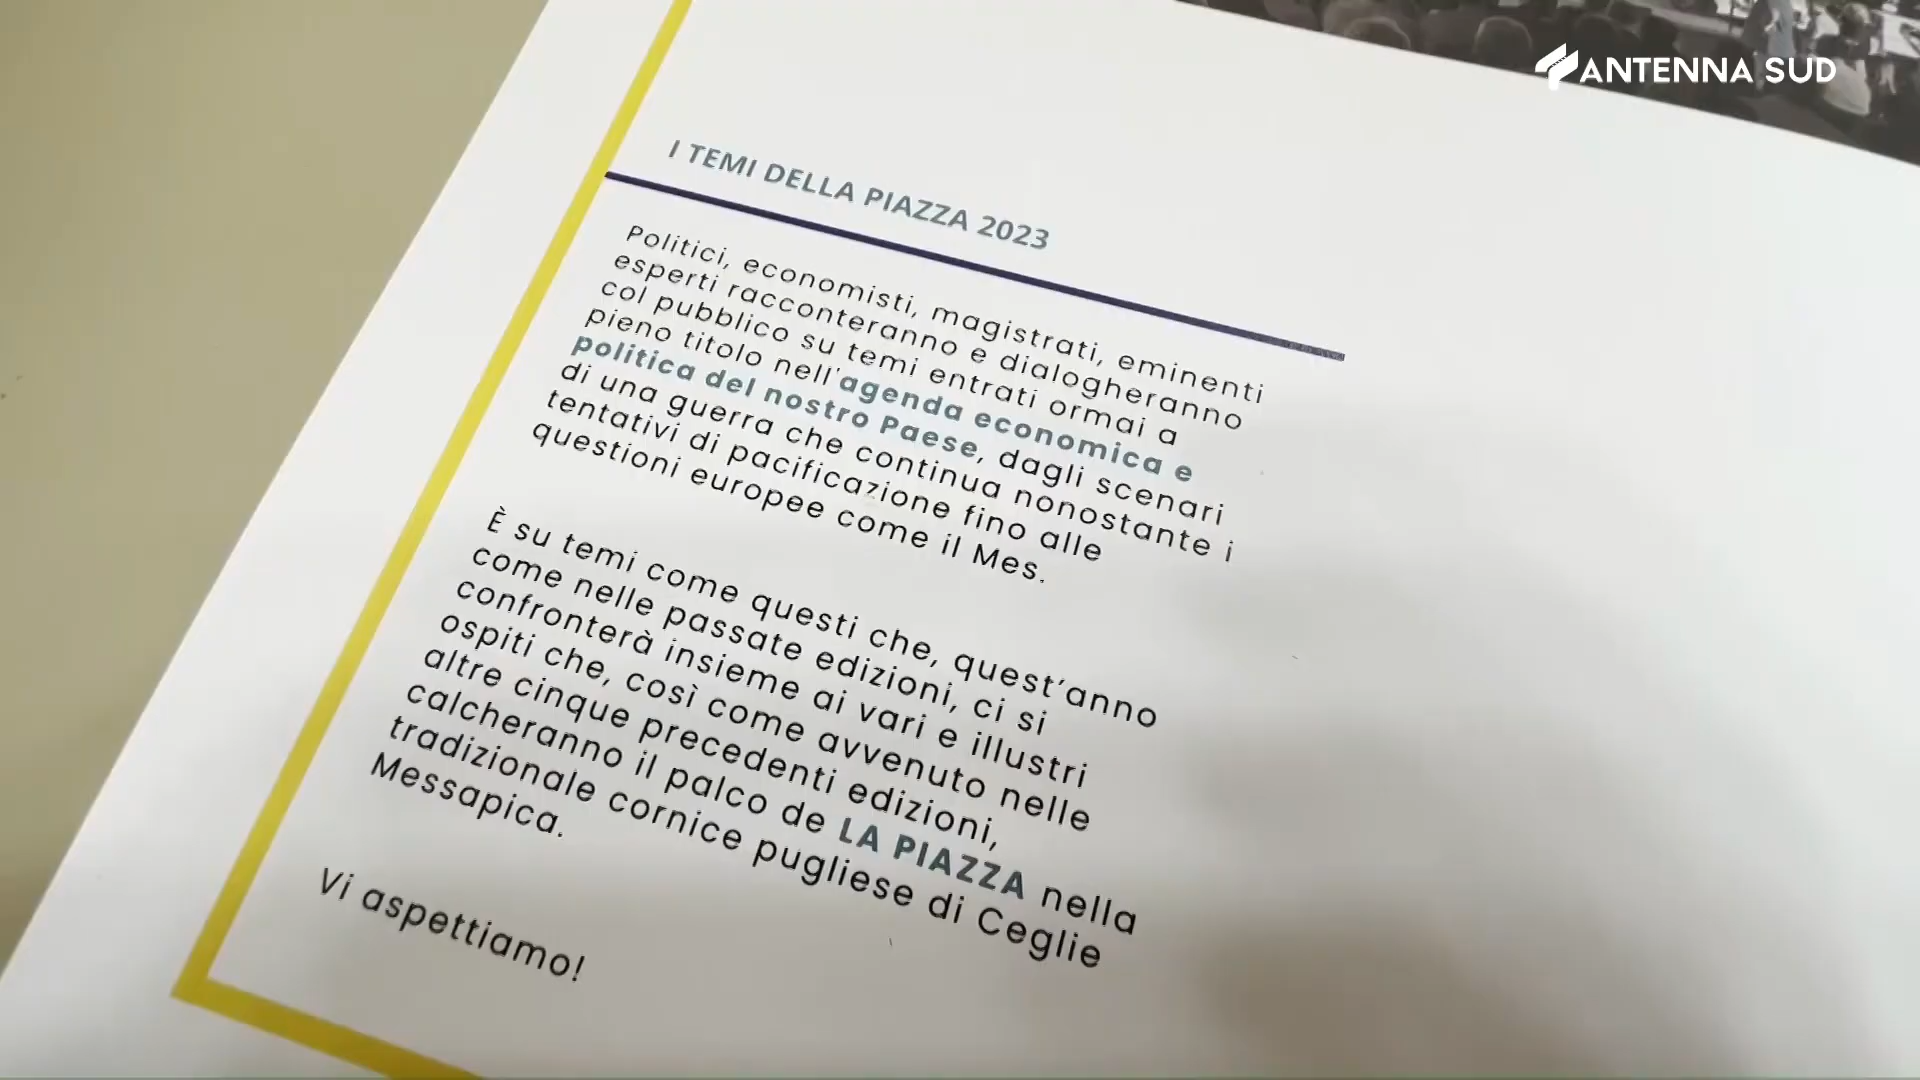 ANTENNA SUD
I TEMI DELLA PIAZZA 2023
Politici, economisti, magistrati, eminenti
esperti racconteranno e dialogheranno
col pubblico su temi entrati ormai a
pieno titolo nell'agenda economica e
politica del nostro Paese, dagli scenari
di una guerra che continua nonostante i
tentativi di pacificazione fino alle
questioni europee come il Mes.
È su temi come questi che, quest'anno
come nelle passate edizioni, ci si
confronterà insieme ai vari e illustri
ospiti che, così come avvenuto nelle
altre cinque precedenti edizioni,
calcheranno il palco de LA PIAZZA nella
tradizionale cornice pugliese di Ceglie
Messapica.
Vi aspettiamo!